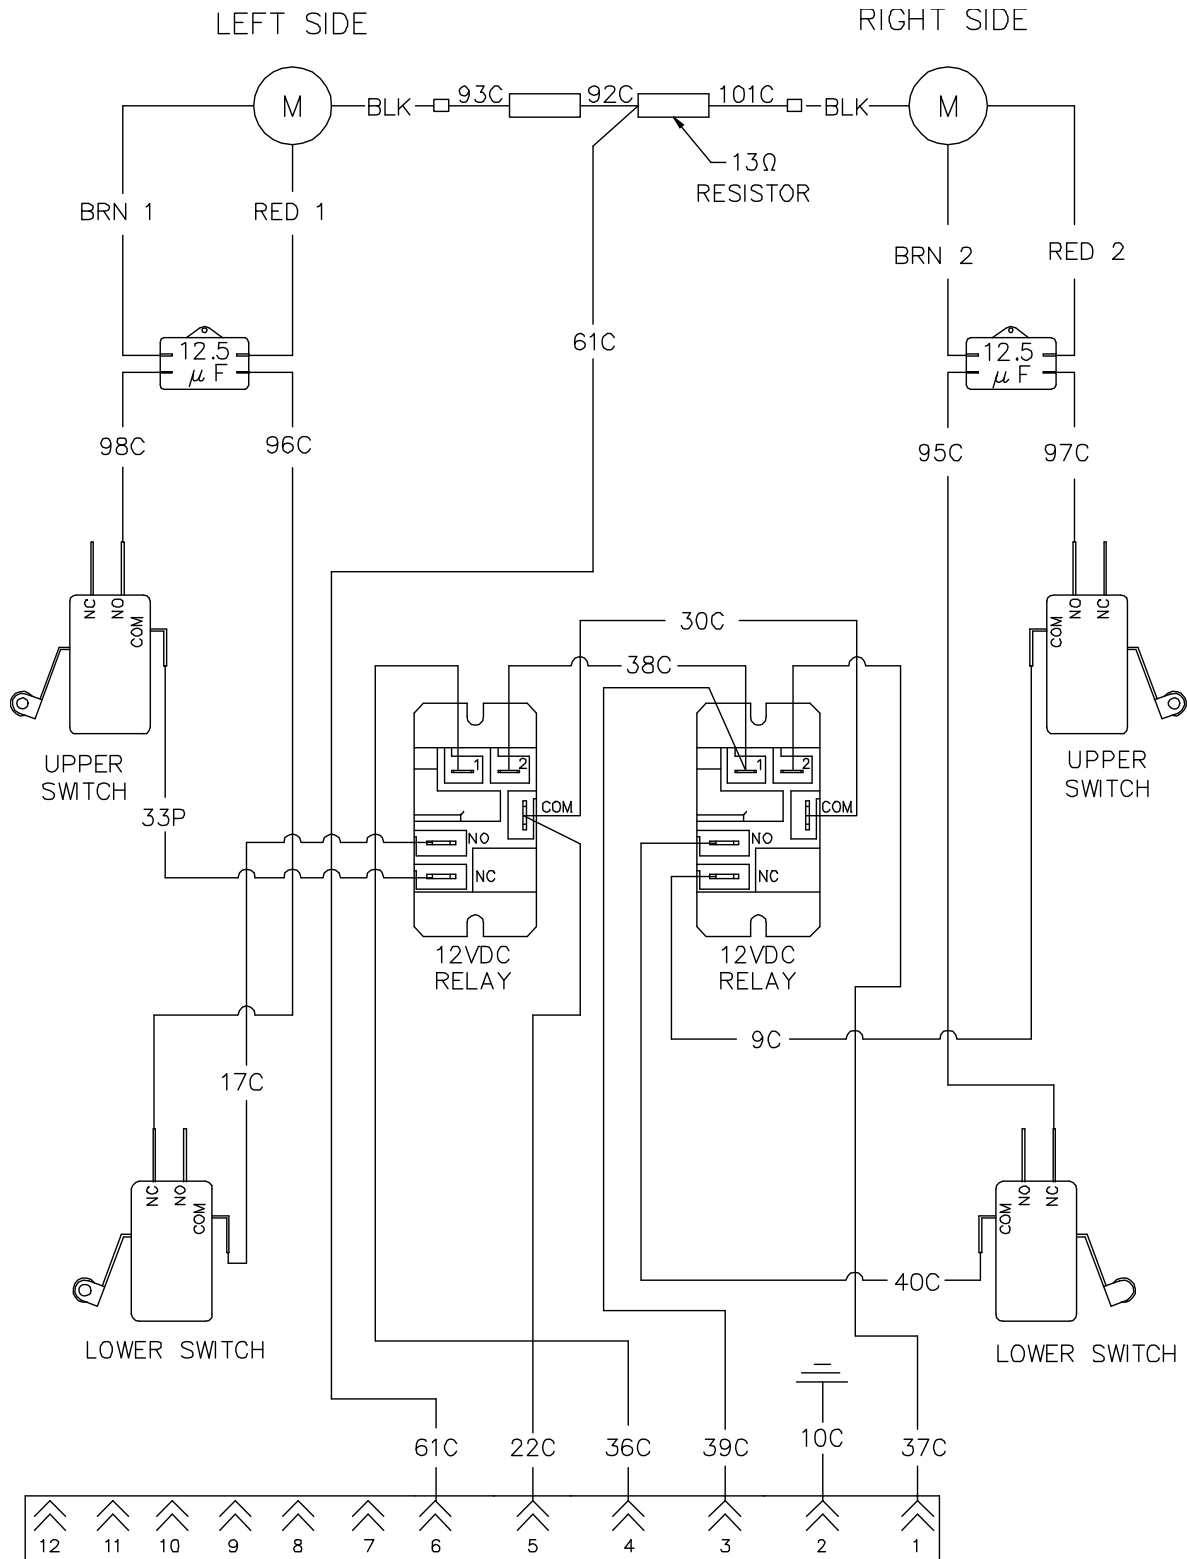 LEFT SIDE
RIGHT SIDE
M
BLK
93C
92C
101C
BLK
M
13Ω
RESISTOR
BRN 1
RED 1
BRN 2
RED 2
61C
12.5
µ F
12.5
µ F
98C
96C
95C
97C
NC
NO
COM
COM
NO
NC
30C
38C
UPPER
SWITCH
UPPER
SWITCH
1
2
COM
NO
NC
1
2
COM
NO
NC
33P
12VDC
RELAY
12VDC
RELAY
9C
17C
NC
NO
COM
COM
NO
NC
40C
LOWER SWITCH
LOWER SWITCH
61C
22C
36C
39C
10C
37C
12 11 10 9 8 7 6 5 4 3 2 1